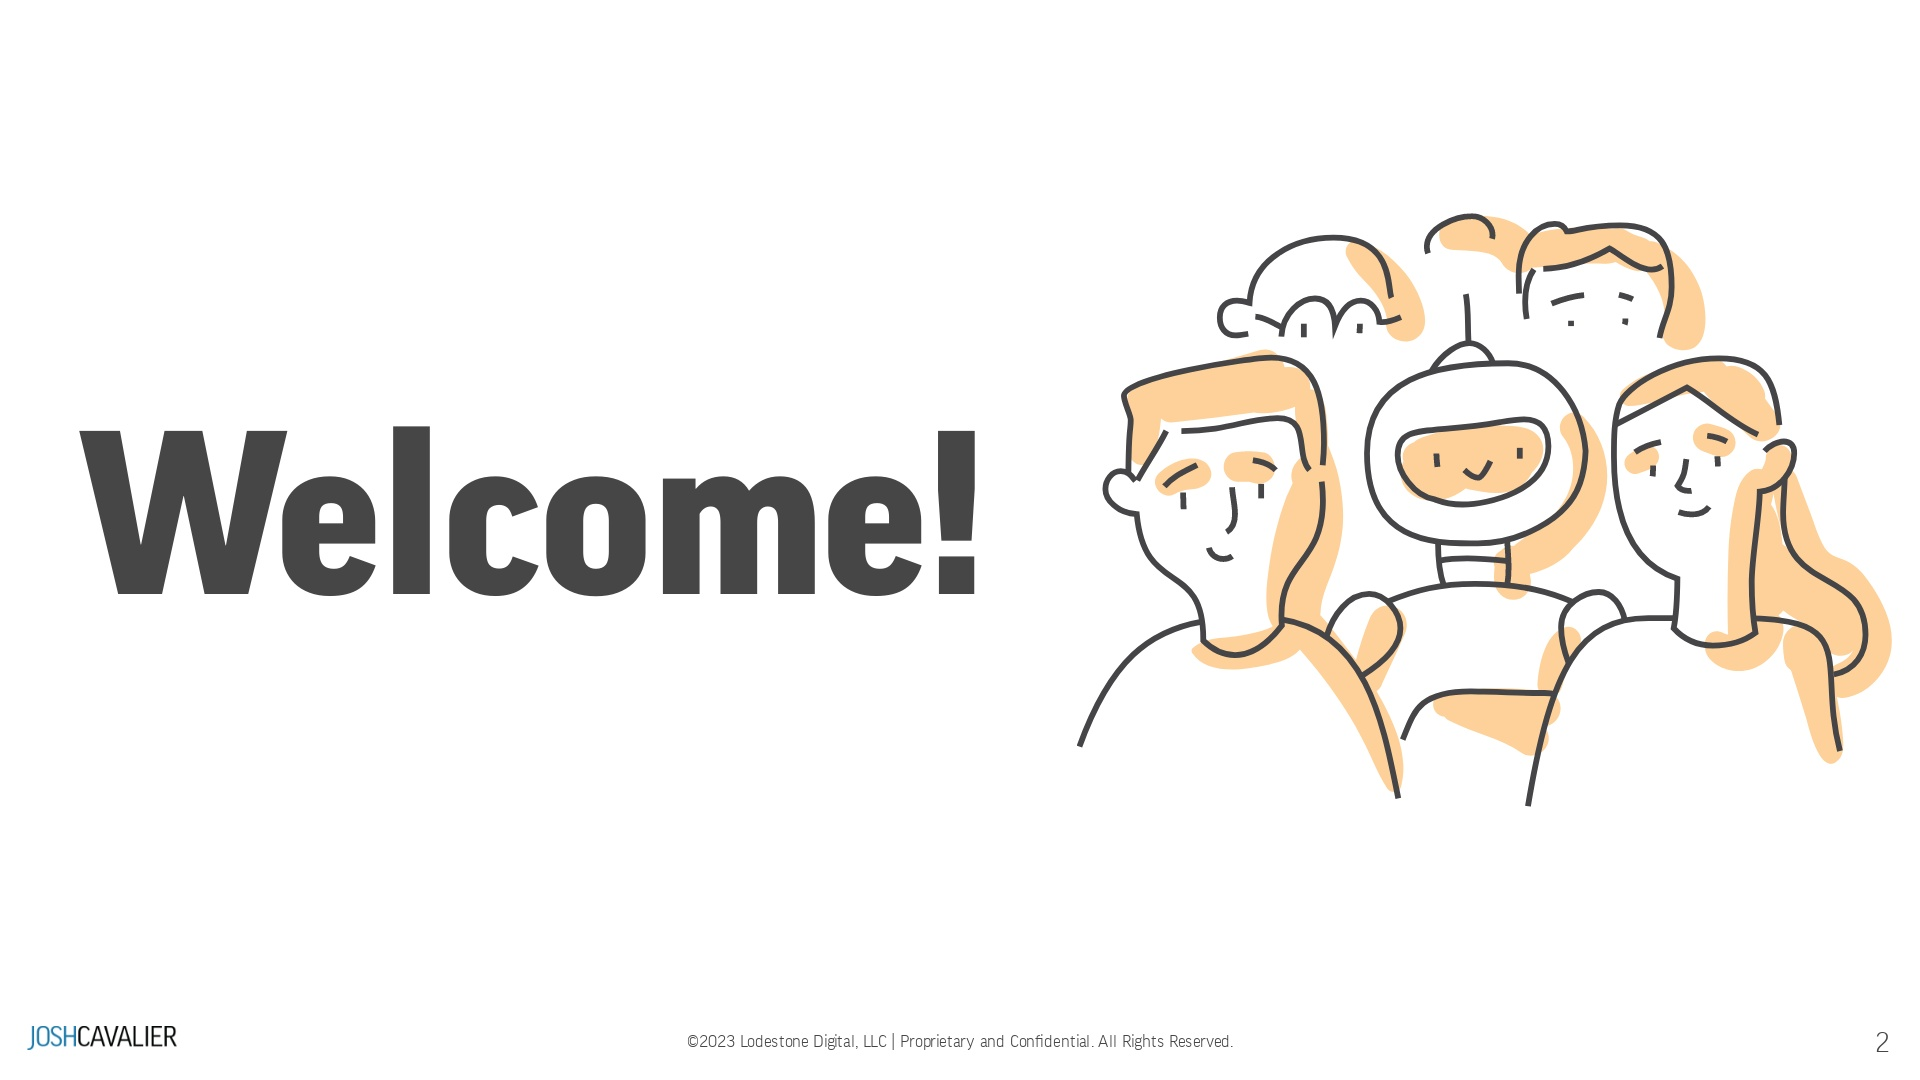 Welcome!
JOSHCAVALIER
©2023 Lodestone Digital, LLC | Proprietary and Confidential. All Rights Reserved.
2